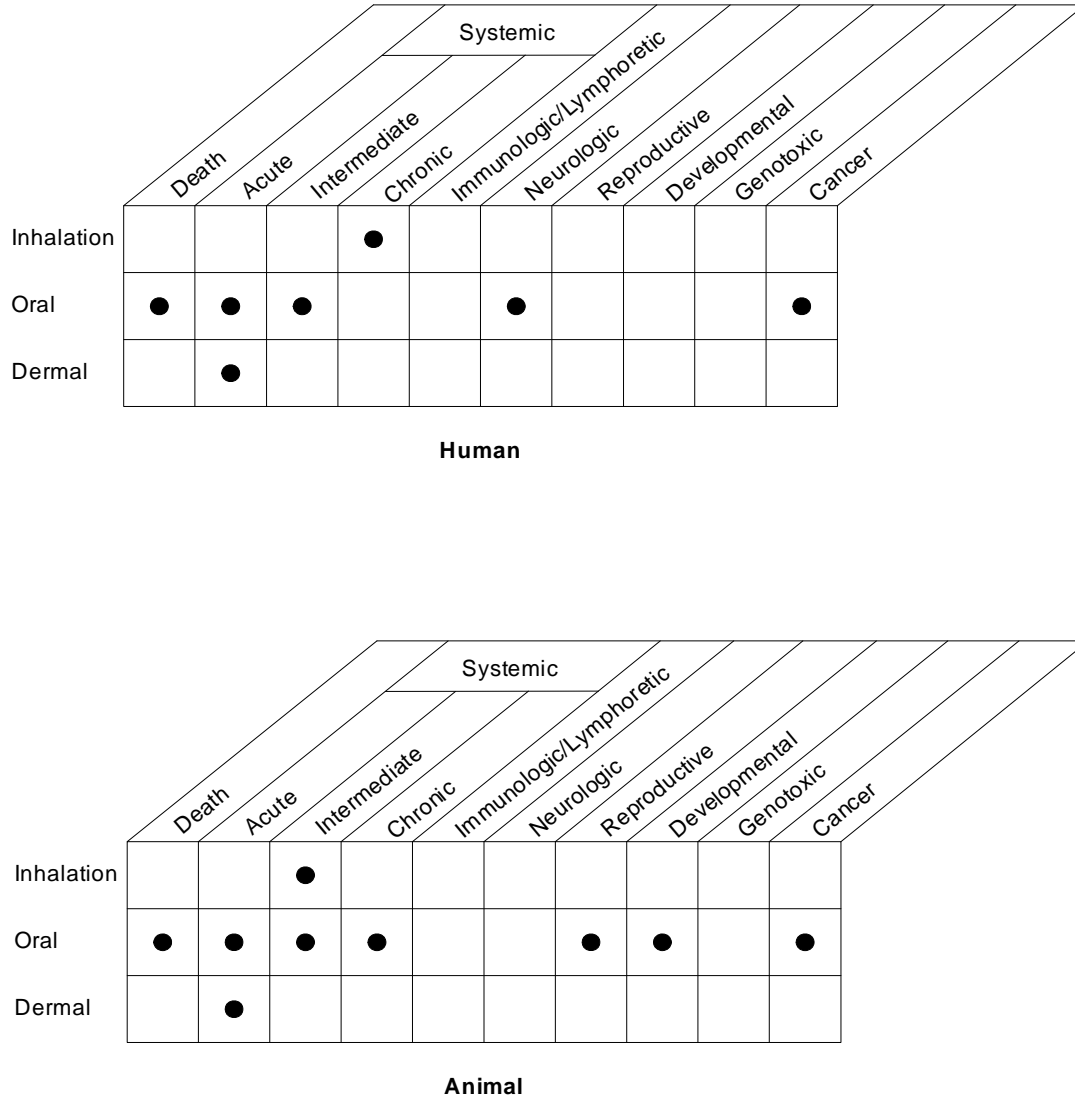 Systemic
Death
Acute
Intermediate
Chronic
Immunologic/Lymphoretic
Neurologic
Reproductive
Developmental
Genotoxic
Cancer
Inhalation
Oral
Dermal
Human
Systemic
Death
Acute
Intermediate
Chronic
Immunologic/Lymphoretic
Neurologic
Reproductive
Developmental
Genotoxic
Cancer
Inhalation
Oral
Dermal
Animal